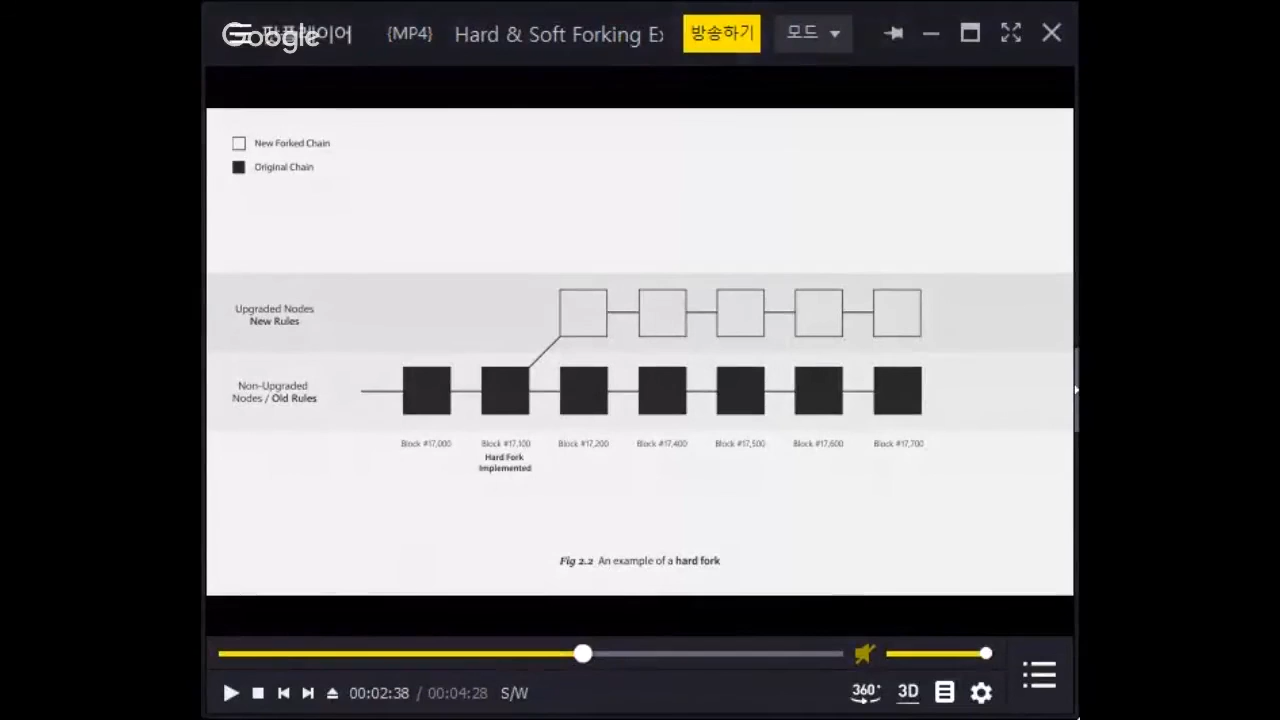 Google
{MP4} Hard & Soft Forking Ex
방송하기
모드
New Forked Chain
Original Chain
Upgraded Nodes
New Rules
Non-Upgraded
Nodes / Old Rules
Block #17,000
Block #17,100
Block #17,200
Block #17,400
Block #17,500
Block #17,600
Block #17,700
Hard Fork
Implemented
Fig 2.2 An example of a hard fork
00:02:38 / 00:04:28 S/W
360°
3D